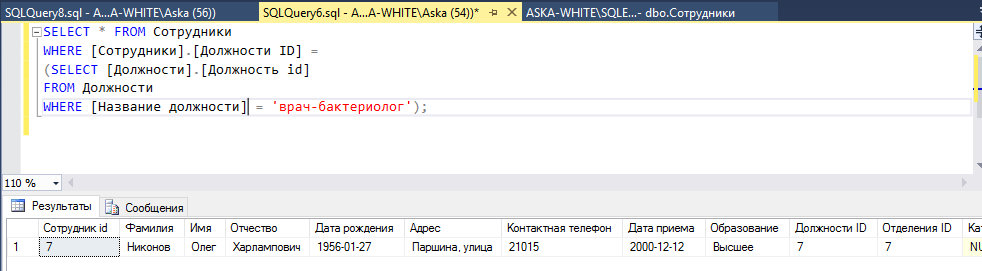 SQLQuery8.sql - A...A-WHITE\Aska (56)) SQLQuery6.sql - A...A-WHITE\Aska (54))* ASKA-WHITE\SQLE...- dbo.Сотрудники
SELECT * FROM Сотрудники
WHERE [Сотрудники].[Должности ID] =
(SELECT [Должности].[Должность id]
FROM Должности
WHERE [Название должности] = 'врач-бактериолог');
110 %
Результаты Сообщения
Сотрудник id Фамилия Имя Отчество Дата рождения Адрес Контактная телефон Дата приема Образование Должности ID Отделения ID Кат
1 7 Никонов Олег Харлампович 1956-01-27 Паршина, улица 21015 2000-12-12 Высшее 7 7 NU